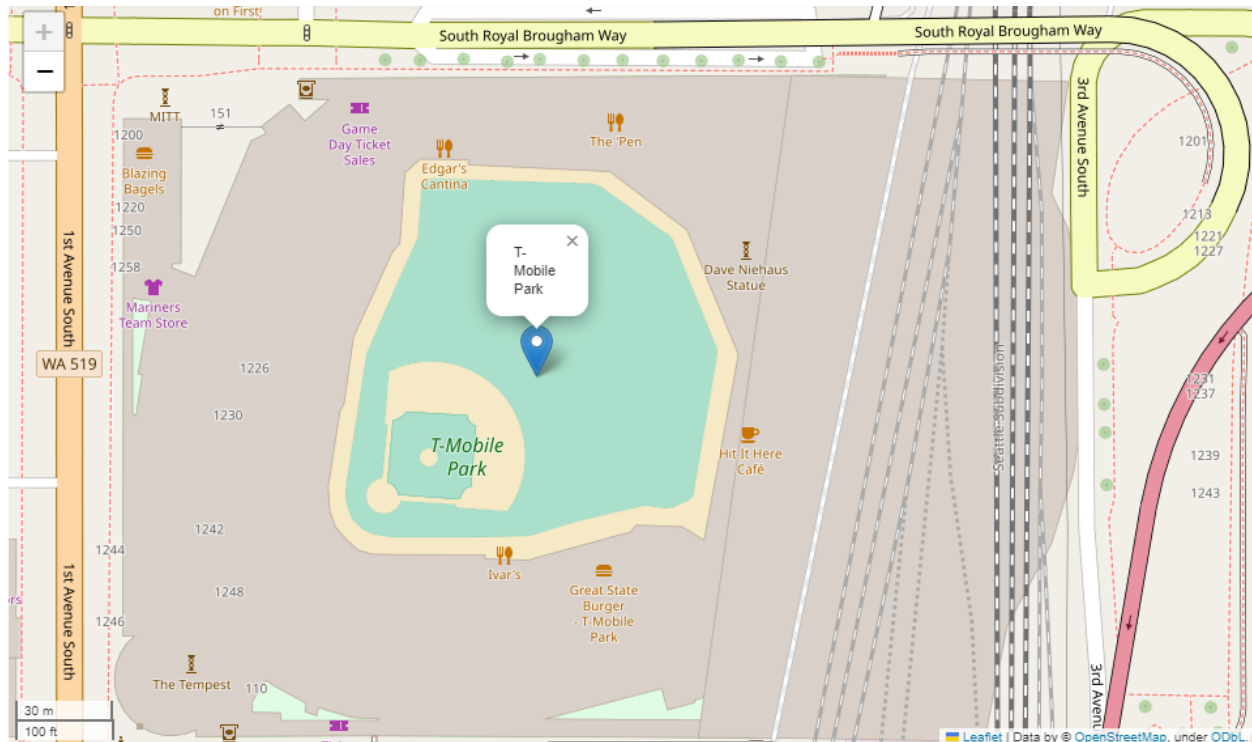 on First
+
−
South Royal Brougham Way
South Royal Brougham Way
MITT
151
1200
Game
Day Ticket
Sales
The 'Pen
Edgar's
Cantina
Blazing
Bagels
1220
1250
1258
3rd Avenue South
1201
1213
1221
1227
1st Avenue South
T-
Mobile
Park
×
Dave Niehaus
Statue
Mariners
Team Store
WA 519
1226
1230
Seattle Subdivision
1231
1237
T-Mobile
Park
Hit It Here
Café
1239
1243
1242
1244
1st Avenue South
Ivar's
1248
1246
Great State
Burger
- T-Mobile
Park
The Tempest
110
3rd Avenu
30 m
100 ft
Leaflet | Data by © OpenStreetMap, under ODbL.